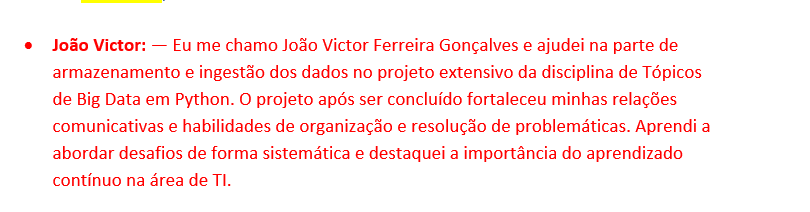 • João Victor: — Eu me chamo João Victor Ferreira Gonçalves e ajudei na parte de
armazenamento e ingestão dos dados no projeto extensivo da disciplina de Tópicos
de Big Data em Python. O projeto após ser concluído fortaleceu minhas relações
comunicativas e habilidades de organização e resolução de problemáticas. Aprendi a
abordar desafios de forma sistemática e destaquei a importância do aprendizado
contínuo na área de TI.